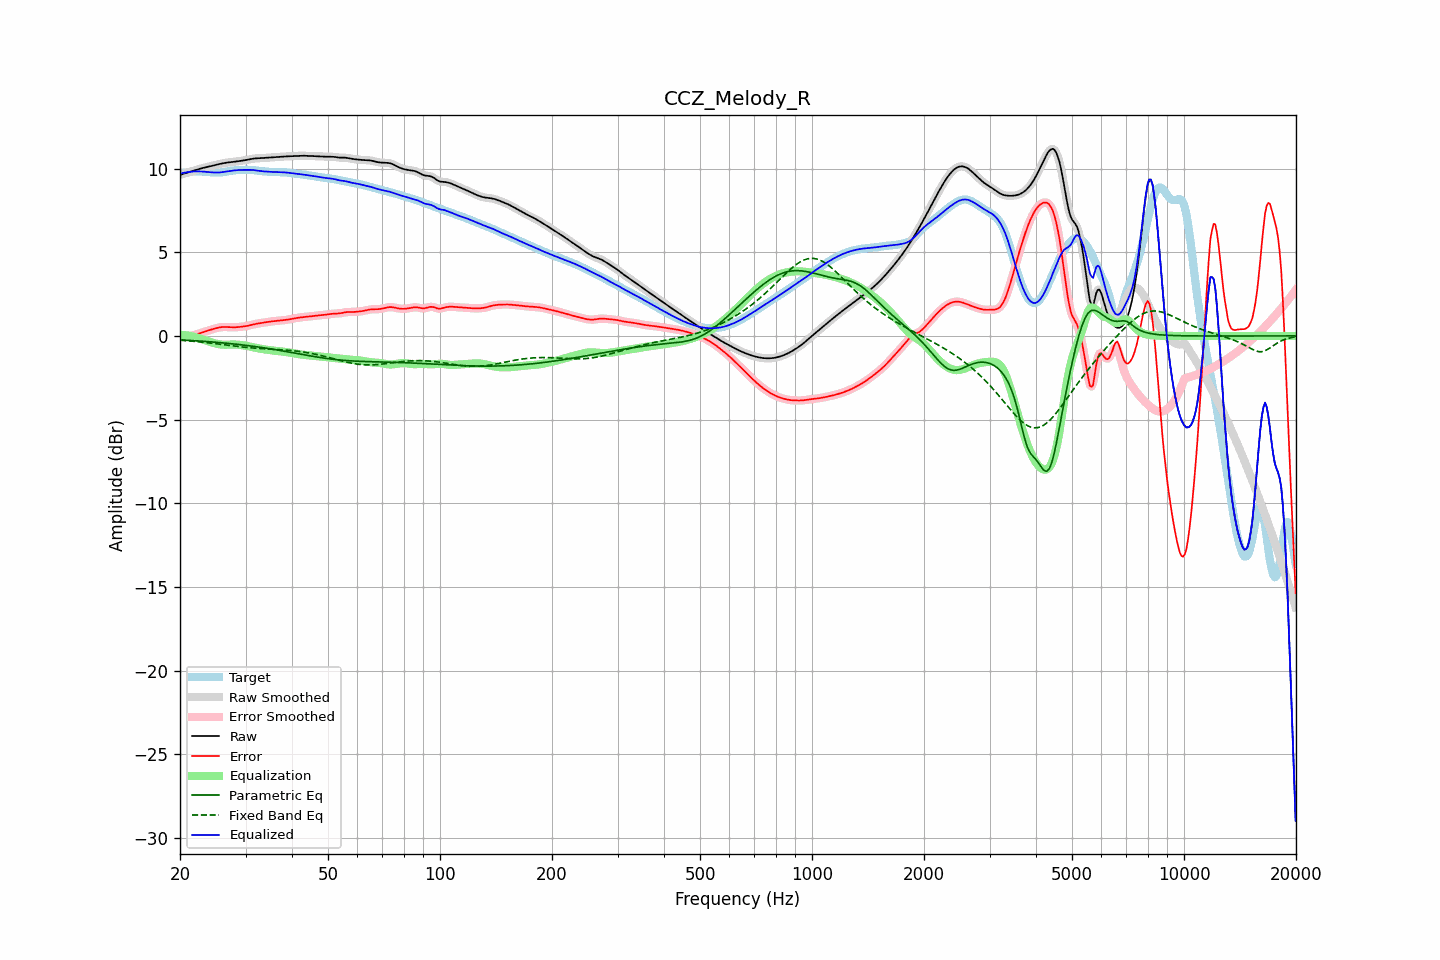 CCZ_Melody_R
10
5
0
−5
−10
−15
−20
−25
−30
Amplitude (dBr)
Target
Raw Smoothed
Error Smoothed
Raw
Error
Equalization
Parametric Eq
Fixed Band Eq
Equalized
20 50 100 200 500 1000 2000 5000 10000 20000
Frequency (Hz)